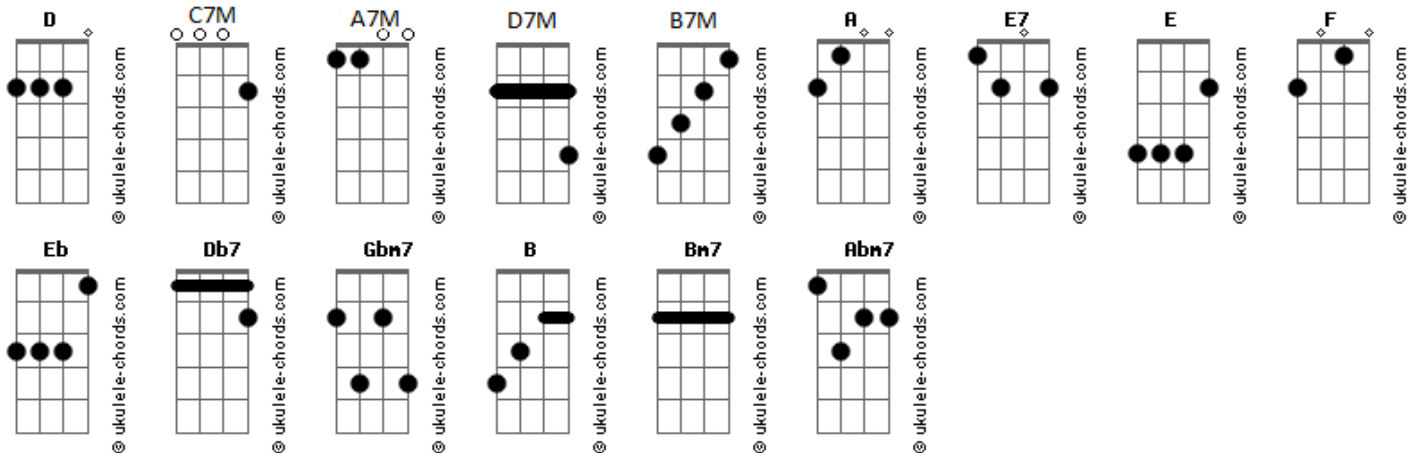 D C7M A7M D7M B7M A E7 E F
© ukulele-chords.com © ukulele-chords.com © ukulele-chords.com © ukulele-chords.com © ukulele-chords.com © ukulele-chords.com © ukulele-chords.com © ukulele-chords.com © ukulele-chords.com
Eb Db7 Gbm7 B Bm7 Abm7
© ukulele-chords.com © ukulele-chords.com © ukulele-chords.com © ukulele-chords.com © ukulele-chords.com © ukulele-chords.com